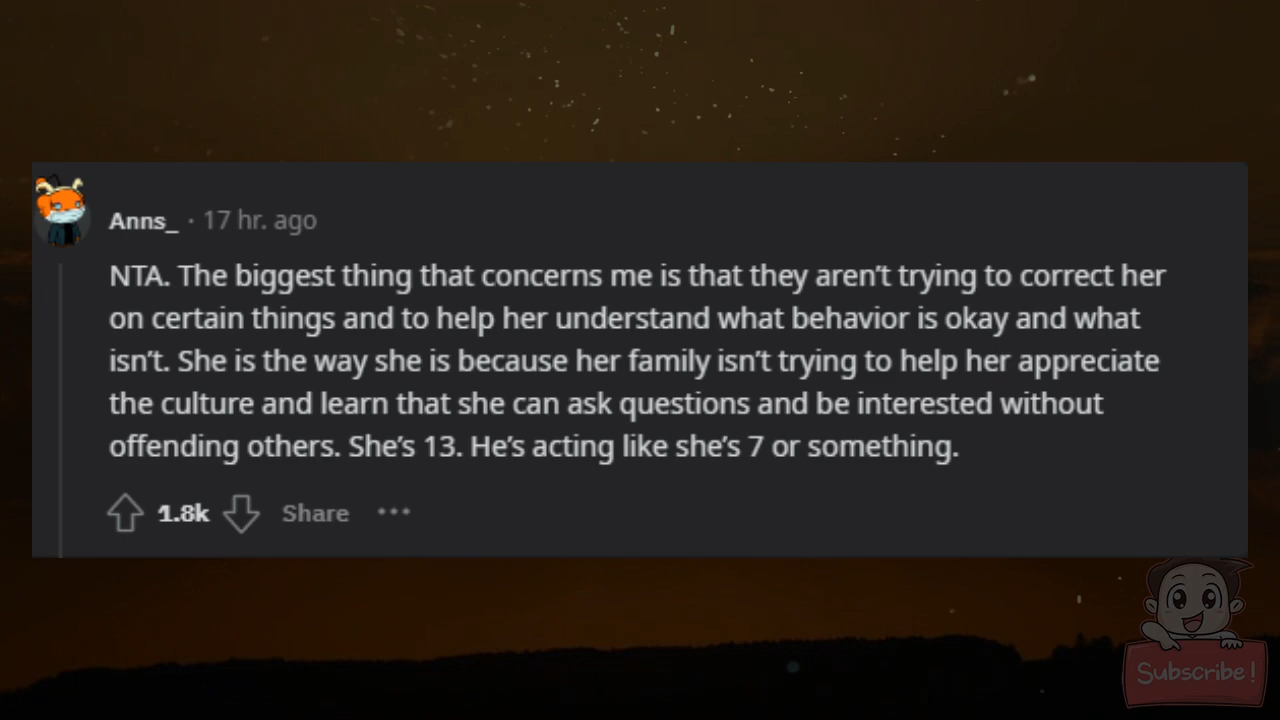 Anns_ · 17 hr. ago
NTA. The biggest thing that concerns me is that they aren't trying to correct her
on certain things and to help her understand what behavior is okay and what
isn't. She is the way she is because her family isn't trying to help her appreciate
the culture and learn that she can ask questions and be interested without
offending others. She's 13. He's acting like she's 7 or something.
1.8k Share ···
Subscribe!